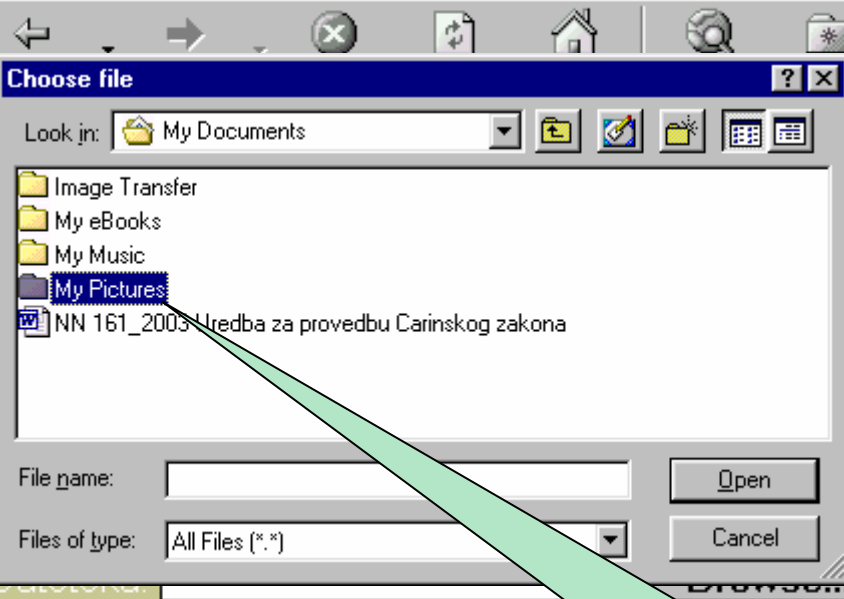 Choose file
Look in: My Documents
Image Transfer
My eBooks
My Music
My Pictures
NN 161_2003 Uredba za provedbu Carinskog zakona
File name:
Open
Files of type: All Files (*.*)
Cancel